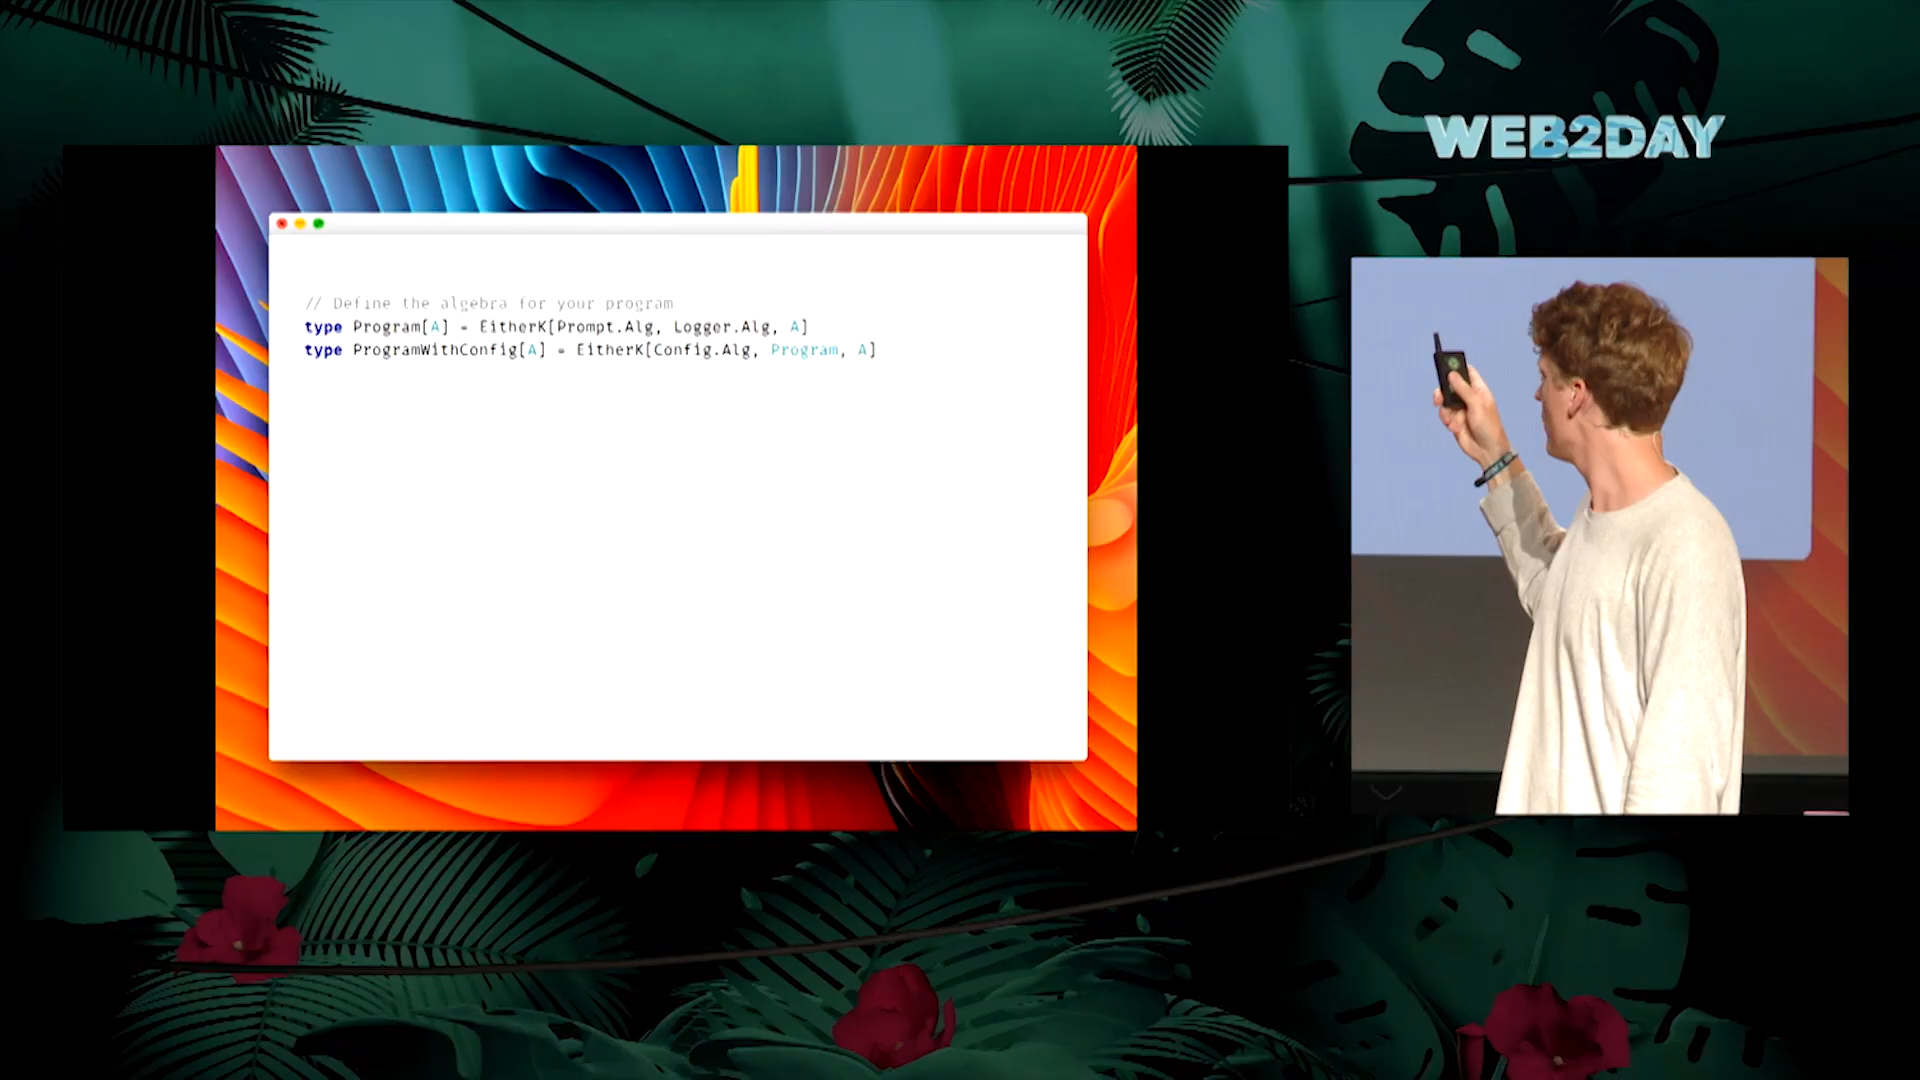 WEB2DAY
// Define the algebra for your program
type Program[A] = EitherK[Prompt.Alg, Logger.Alg, A]
type ProgramWithConfig[A] = EitherK[Config.Alg, Program, A]